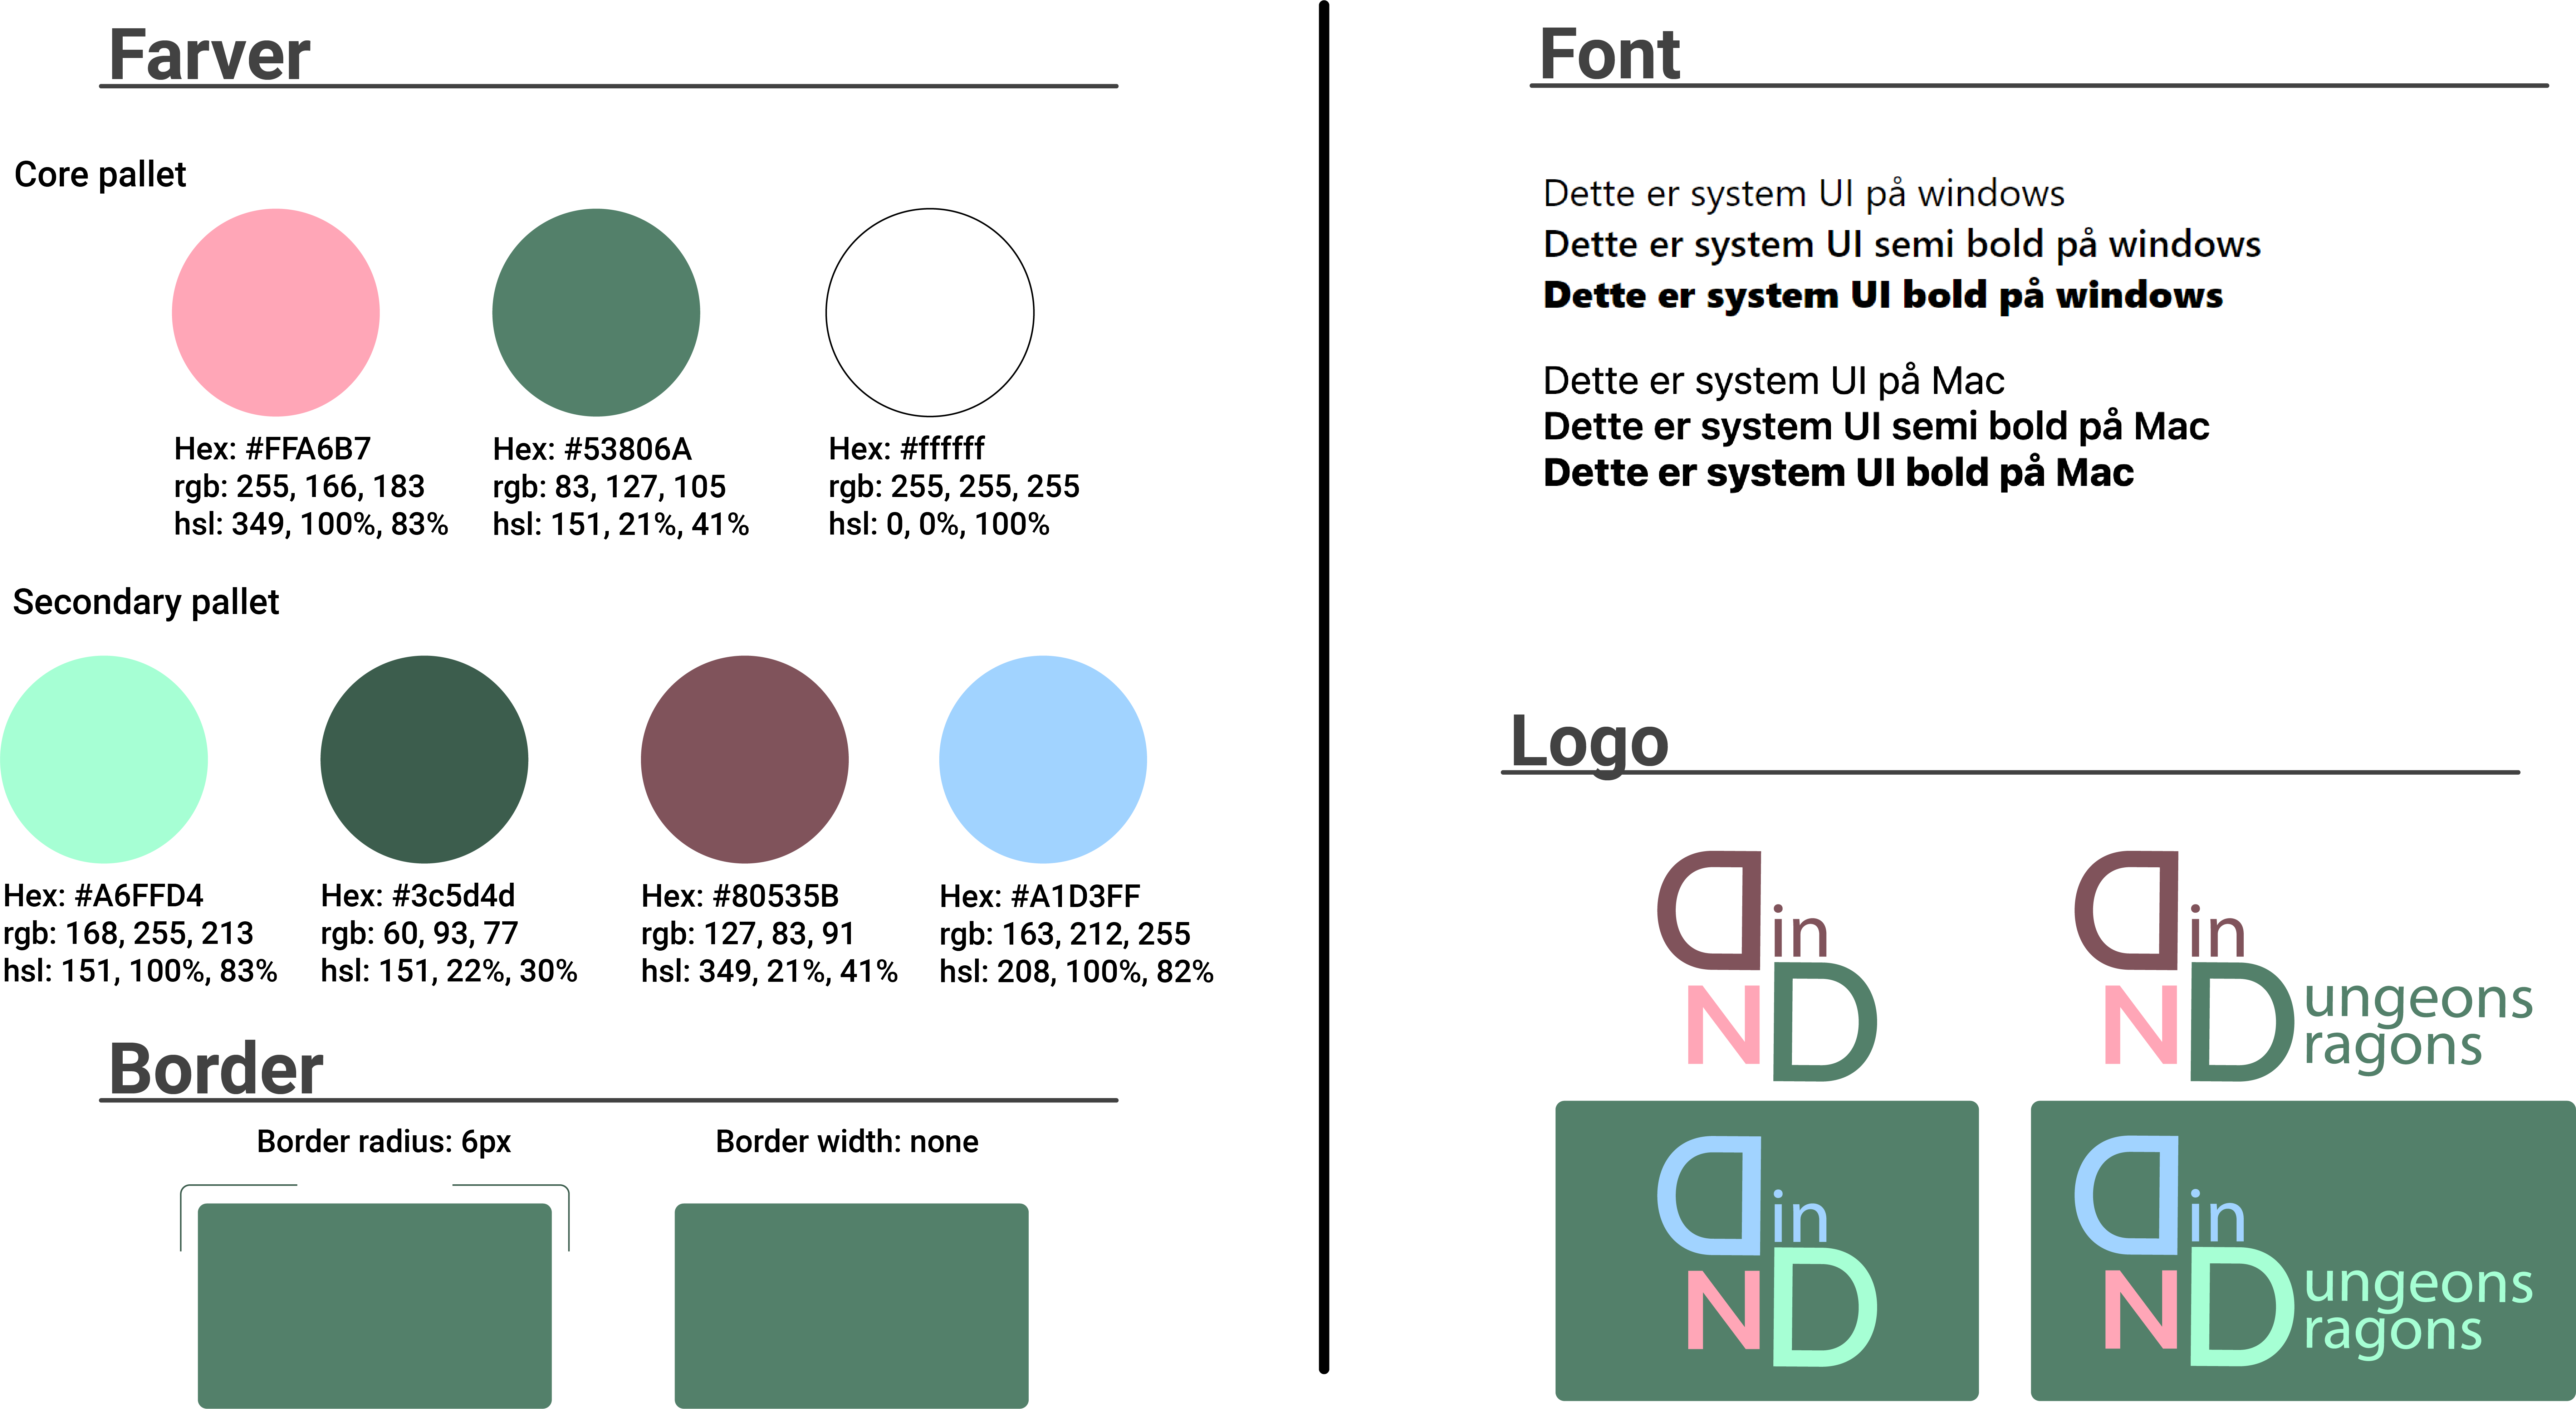 Farver
Core pallet
Hex: #FFA6B7
rgb: 255, 166, 183
hsl: 349, 100%, 83%
Hex: #53806A
rgb: 83, 127, 105
hsl: 151, 21%, 41%
Hex: #ffffff
rgb: 255, 255, 255
hsl: 0, 0%, 100%
Secondary pallet
Hex: #A6FFD4
rgb: 168, 255, 213
hsl: 151, 100%, 83%
Hex: #3c5d4d
rgb: 60, 93, 77
hsl: 151, 22%, 30%
Hex: #80535B
rgb: 127, 83, 91
hsl: 349, 21%, 41%
Hex: #A1D3FF
rgb: 163, 212, 255
hsl: 208, 100%, 82%
Border
Border radius: 6px
Border width: none
Font
Dette er system UI på windows
Dette er system UI semi bold på windows
Dette er system UI bold på windows
Dette er system UI på Mac
Dette er system UI semi bold på Mac
Dette er system UI bold på Mac
Logo
D in
N D
D in
N D ungeons
ragons
D in
N D
D in
N D ungeons
ragons